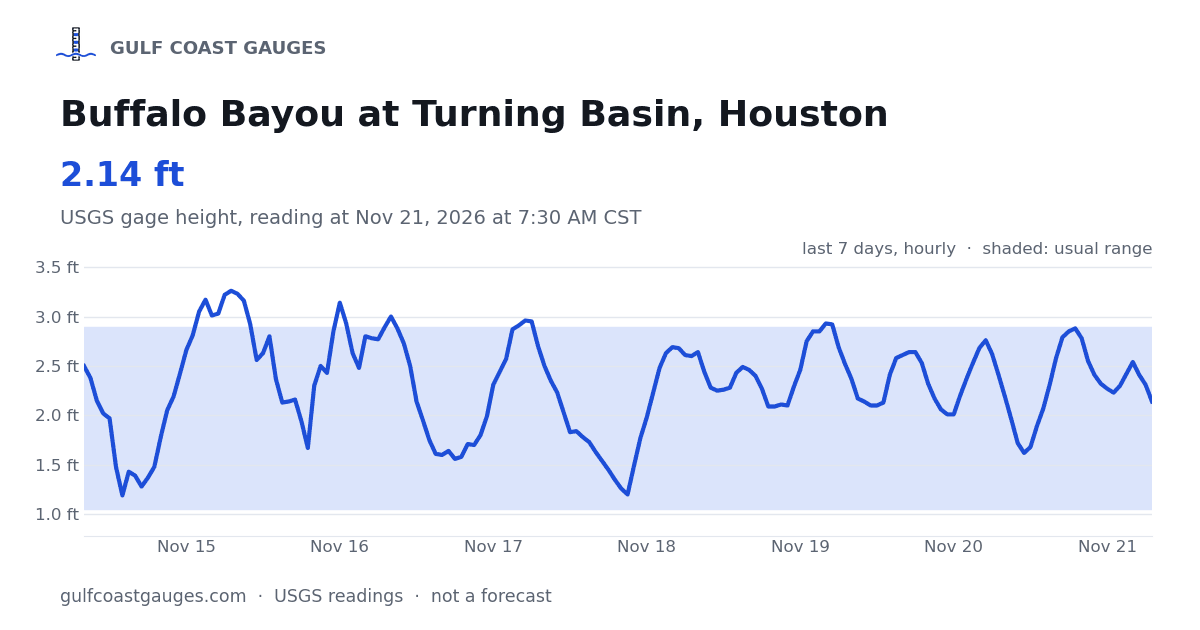 GULF COAST GAUGES
Buffalo Bayou at Turning Basin, Houston
2.14 ft
USGS gage height, reading at Nov 21, 2026 at 7:30 AM CST
last 7 days, hourly · shaded: usual range
3.5 ft
3.0 ft
2.5 ft
2.0 ft
1.5 ft
1.0 ft
Nov 15 Nov 16 Nov 17 Nov 18 Nov 19 Nov 20 Nov 21
gulfcoastgauges.com · USGS readings · not a forecast